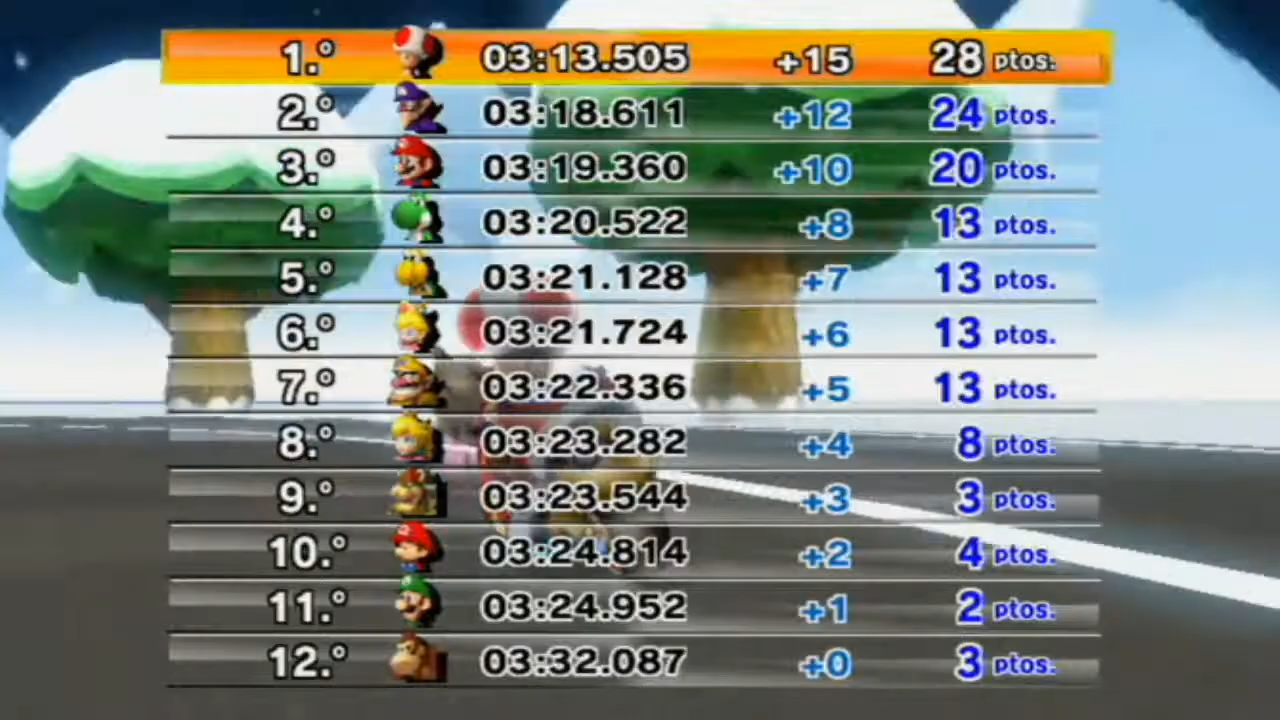 1.º 03:13.505 +15 28 ptos.
2.º 03:18.611 +12 24 ptos.
3.º 03:19.360 +10 20 ptos.
4.º 03:20.522 +8 13 ptos.
5.º 03:21.128 +7 13 ptos.
6.º 03:21.724 +6 13 ptos.
7.º 03:22.336 +5 13 ptos.
8.º 03:23.282 +4 8 ptos.
9.º 03:23.544 +3 3 ptos.
10.º 03:24.814 +2 4 ptos.
11.º 03:24.952 +1 2 ptos.
12.º 03:32.087 +0 3 ptos.